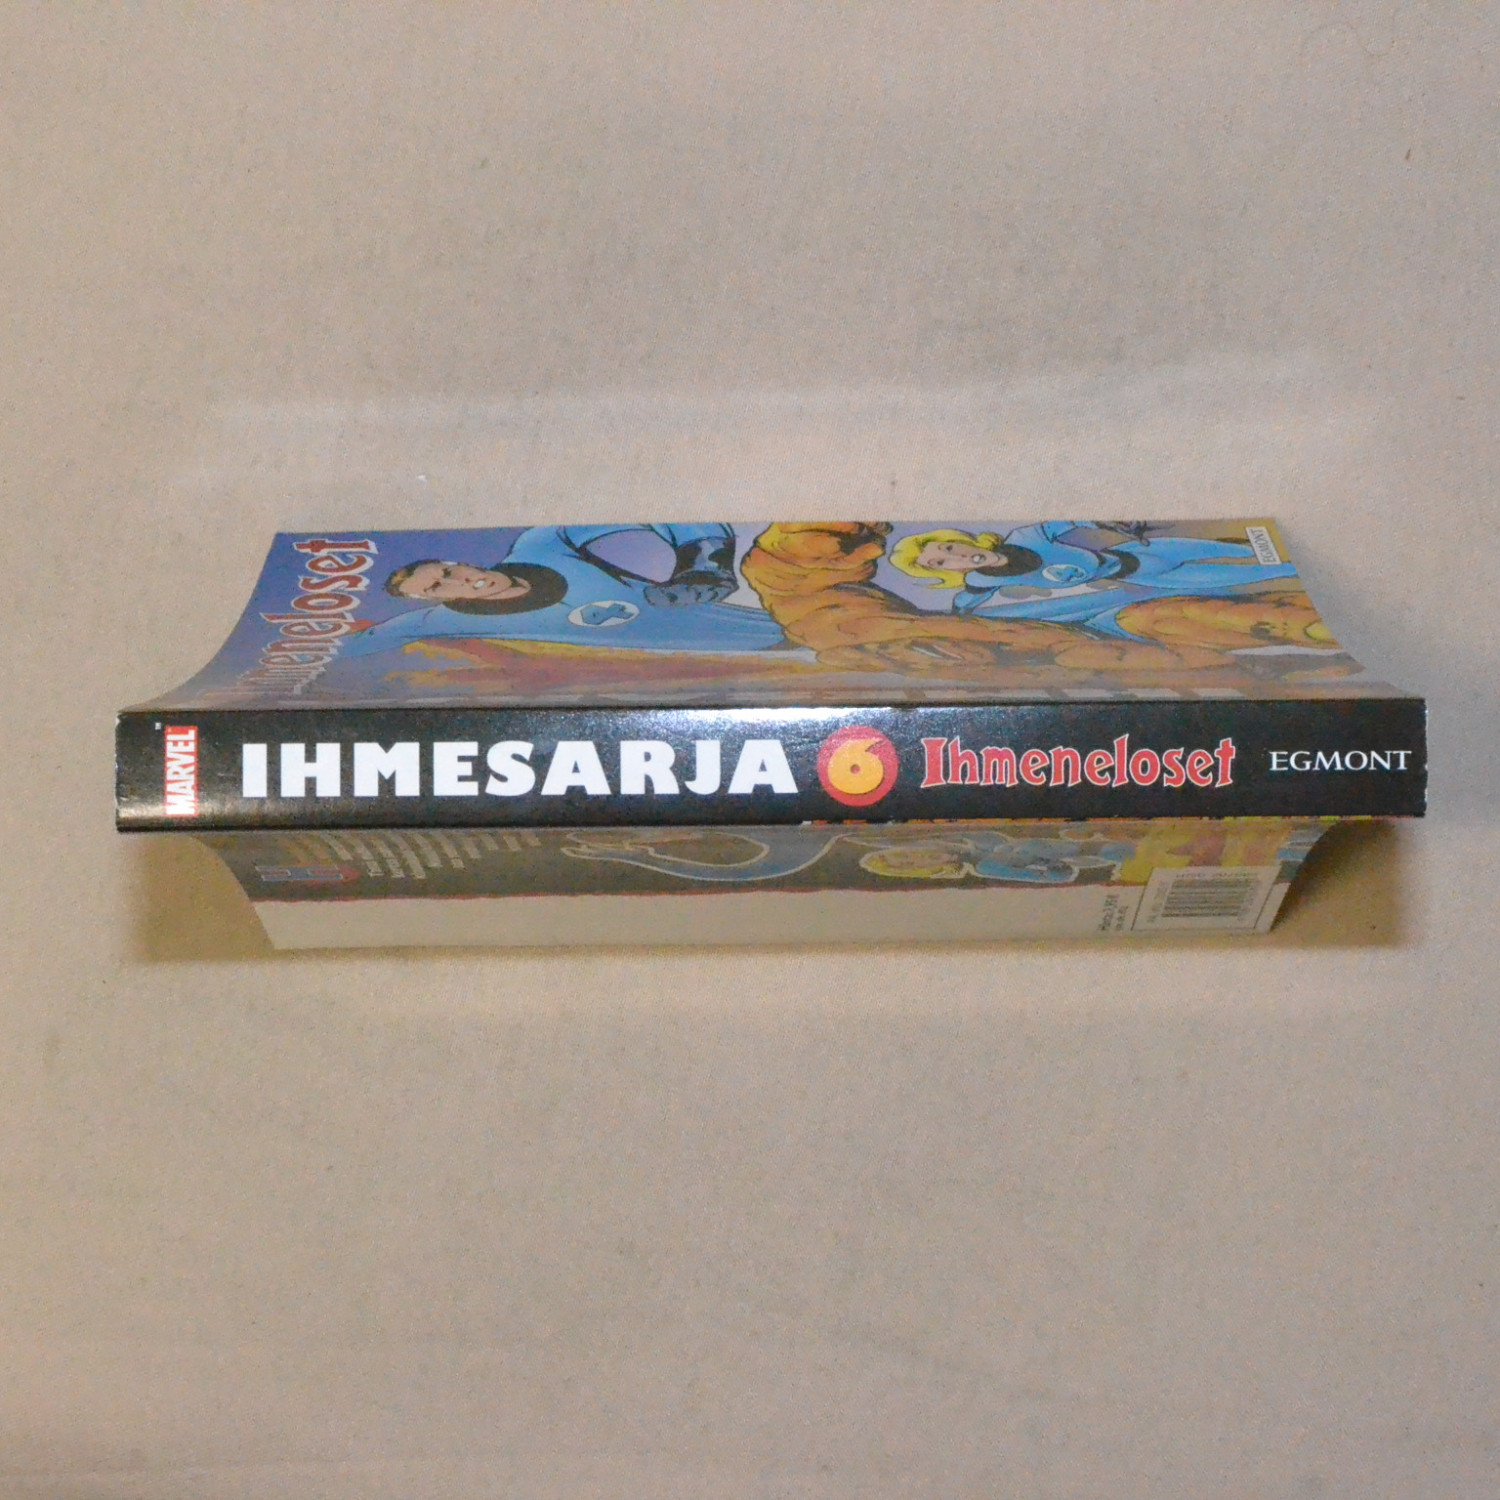 Ihmeneloset
EGMONT
MARVEL
IHMESARJA 6 Ihmeneloset EGMONT